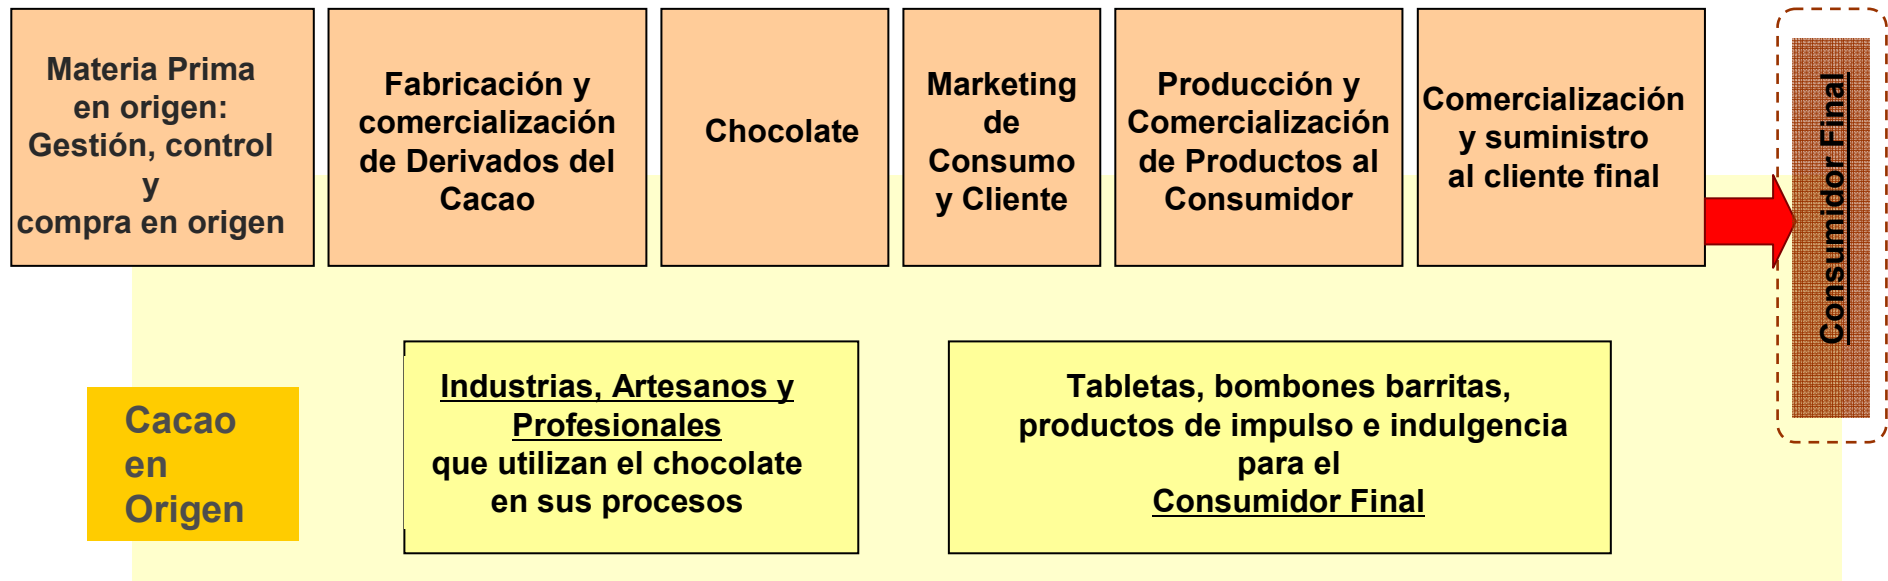 Materia Prima
en origen:
Gestión, control
y
compra en origen
Fabricación y
comercialización
de Derivados del
Cacao
Chocolate
Marketing
de
Consumo
y Cliente
Producción y
Comercialización
de Productos al
Consumidor
Comercialización
y suministro
al cliente final
Consumidor Final
Cacao
en
Origen
Industrias, Artesanos y
Profesionales
que utilizan el chocolate
en sus procesos
Tabletas, bombones barritas,
productos de impulso e indulgencia
para el
Consumidor Final